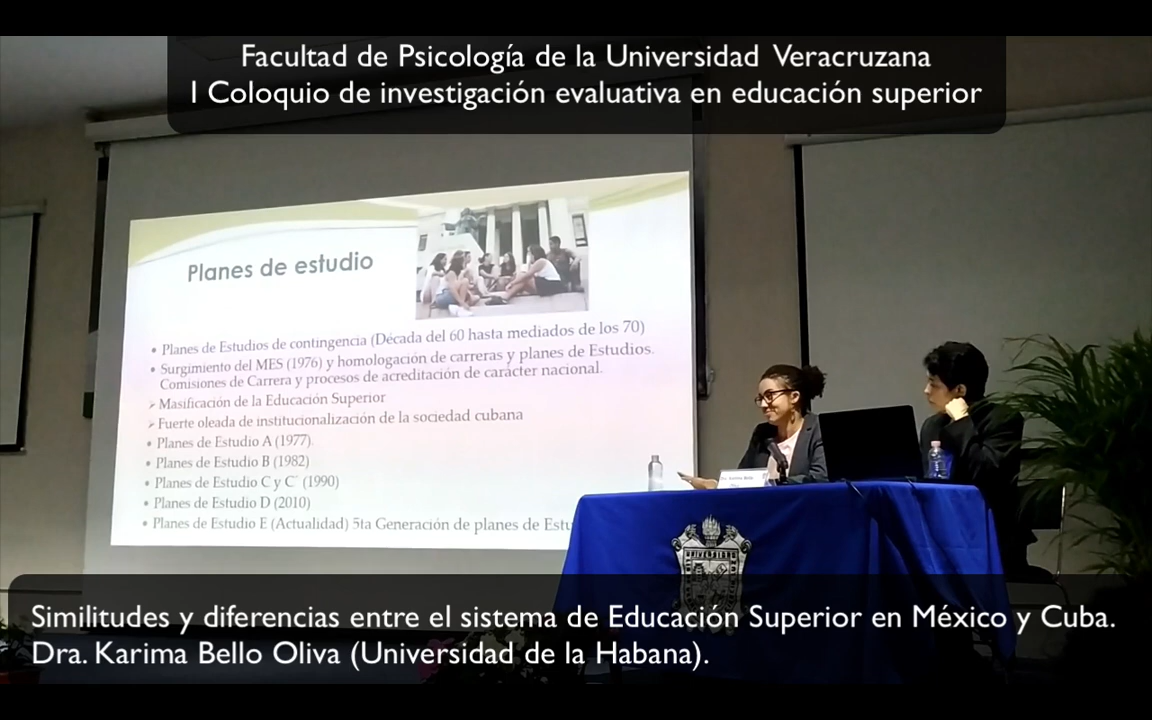 Facultad de Psicología de la Universidad Veracruzana
I Coloquio de investigación evaluativa en educación superior
Planes de estudio
• Planes de Estudios de contingencia (Década del 60 hasta mediados de los 70)
• Surgimiento del MES (1976) y homologación de carreras y planes de Estudios.
Comisiones de Carrera y procesos de acreditación de carácter nacional.
➢ Masificación de la Educación Superior
➢ Fuerte oleada de institucionalización de la sociedad cubana
• Planes de Estudio A (1977).
• Planes de Estudio B (1982)
• Planes de Estudio C y C´ (1990)
• Planes de Estudio D (2010)
• Planes de Estudio E (Actualidad) 5ta Generación de planes de Estu
Similitudes y diferencias entre el sistema de Educación Superior en México y Cuba.
Dra. Karima Bello Oliva (Universidad de la Habana).